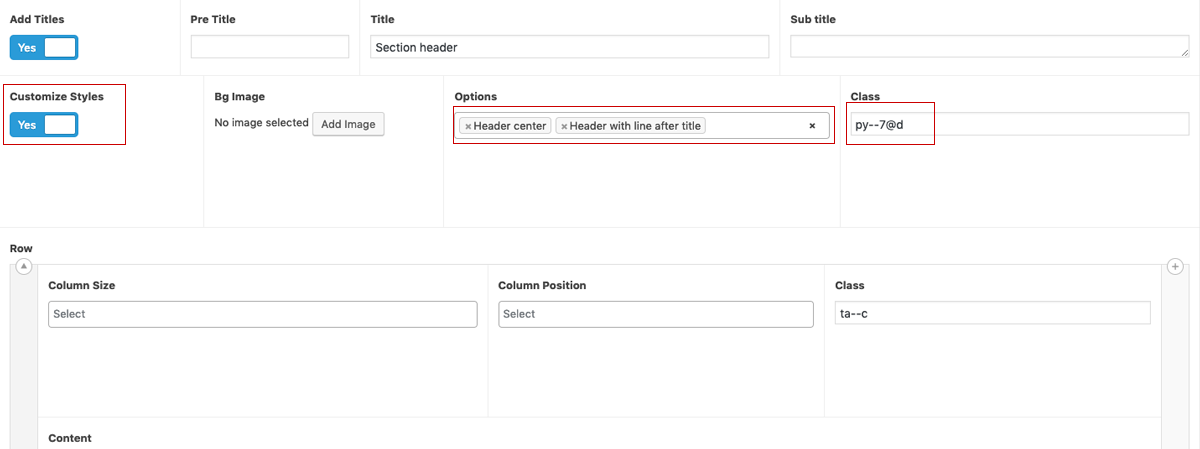 Add Titles
Pre Title
Title
Sub title
Yes
Section header
Customize Styles
Bg Image
Options
Class
Yes
No image selected Add Image
×Header center ×Header with line after title ×
py--7@d
Row
Column Size
Column Position
Class
Select
Select
ta--c
Content